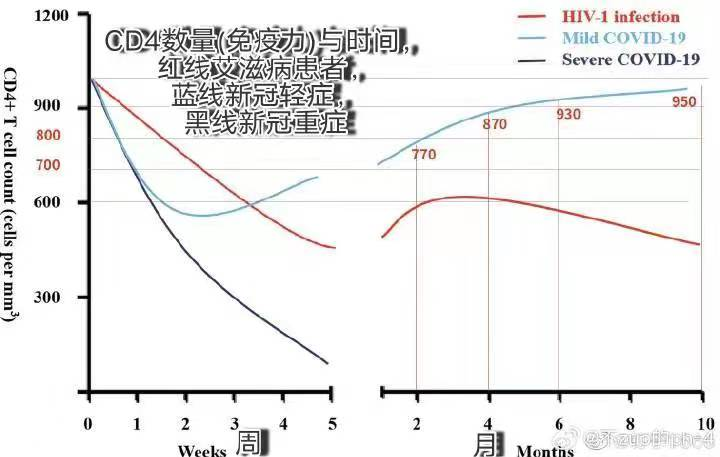 1200
HIV-1 infection
Mild COVID-19
Severe COVID-19
CD4数量(免疫力)与时间,
红线艾滋病患者,
蓝线新冠轻症,
黑线新冠重症
CD4+ T cell count (cells per mm³)
900
800
700
600
300
770
870
930
950
0 1 2 3 4 5
2 4 6 8 10
Weeks 周
月 Months